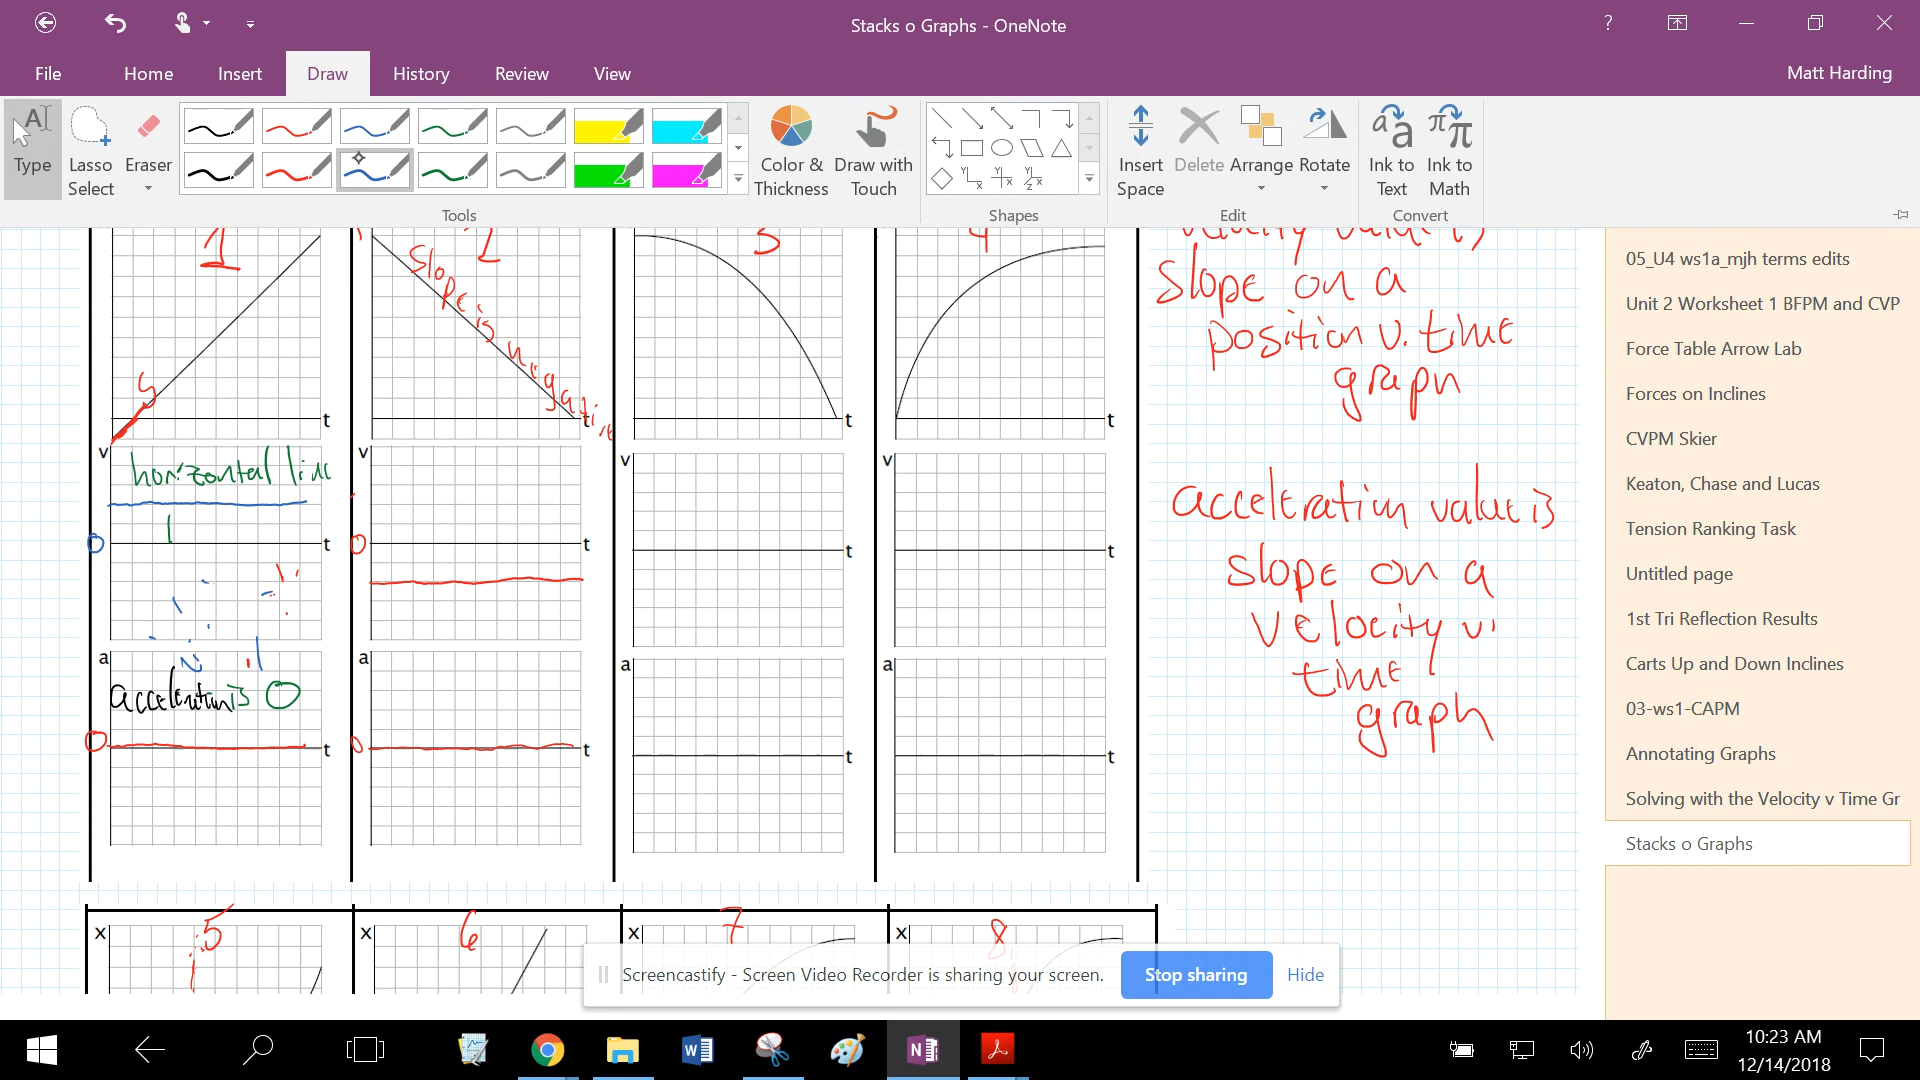 Stacks o Graphs - OneNote
?
File
Home
Insert
Draw
History
Review
View
Matt Harding
Type
Lasso Select
Eraser
Color & Thickness
Draw with Touch
Insert Space
Delete
Arrange
Rotate
Ink to Text
Ink to Math
Tools
Shapes
Edit
Convert
1
2
3
4
slope is negative
t
t
t
t
velocity value is
slope on a
position v. time
graph
v
v
v
v
horizontal line
0
t
0
t
t
t
acceleration value is
slope on a
velocity v.
time
graph
a
a
a
a
acceleration is 0
0
t
0
t
t
t
x
5
x
6
x
7
x
8
Screencastify - Screen Video Recorder is sharing your screen.
Stop sharing
Hide
05_U4 ws1a_mjh terms edits
Unit 2 Worksheet 1 BFPM and CVP
Force Table Arrow Lab
Forces on Inclines
CVPM Skier
Keaton, Chase and Lucas
Tension Ranking Task
Untitled page
1st Tri Reflection Results
Carts Up and Down Inclines
03-ws1-CAPM
Annotating Graphs
Solving with the Velocity v Time Gr
Stacks o Graphs
10:23 AM
12/14/2018